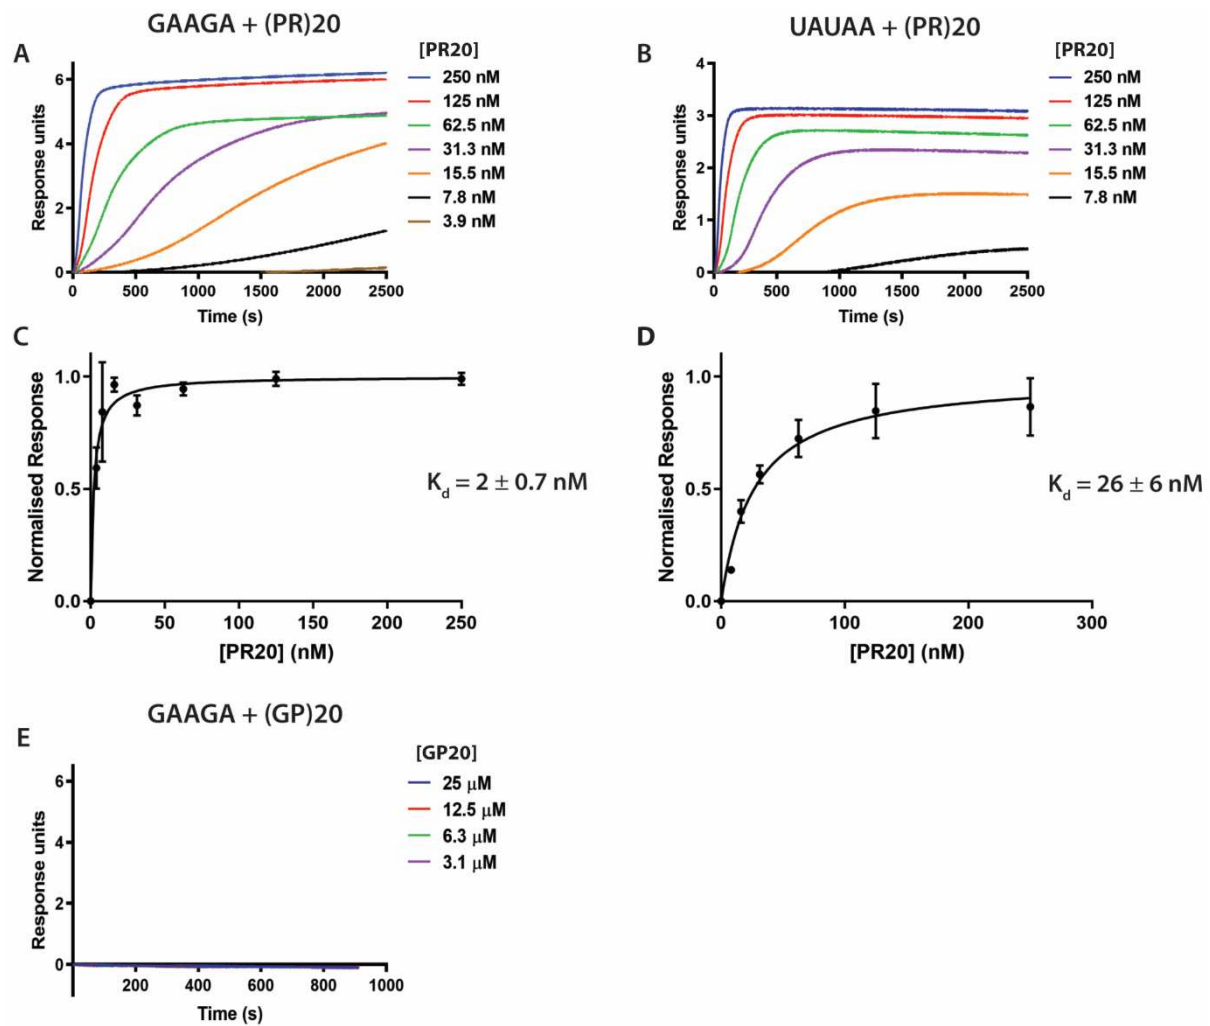 GAAGA + (PR)20
A
[PR20]
250 nM
125 nM
62.5 nM
31.3 nM
15.5 nM
7.8 nM
3.9 nM
Response units
6
4
2
0
0 500 1000 1500 2000 2500
Time (s)
UAUAA + (PR)20
B
[PR20]
250 nM
125 nM
62.5 nM
31.3 nM
15.5 nM
7.8 nM
Response units
4
3
2
1
0
0 500 1000 1500 2000 2500
Time (s)
C
Normalised Response
1.0
0.5
0.0
0 50 100 150 200 250
[PR20] (nM)
Kd = 2 ± 0.7 nM
D
Normalised Response
1.0
0.5
0.0
0 100 200 300
[PR20] (nM)
Kd = 26 ± 6 nM
GAAGA + (GP)20
E
[GP20]
25 μM
12.5 μM
6.3 μM
3.1 μM
Response units
6
4
2
0
200 400 600 800 1000
Time (s)